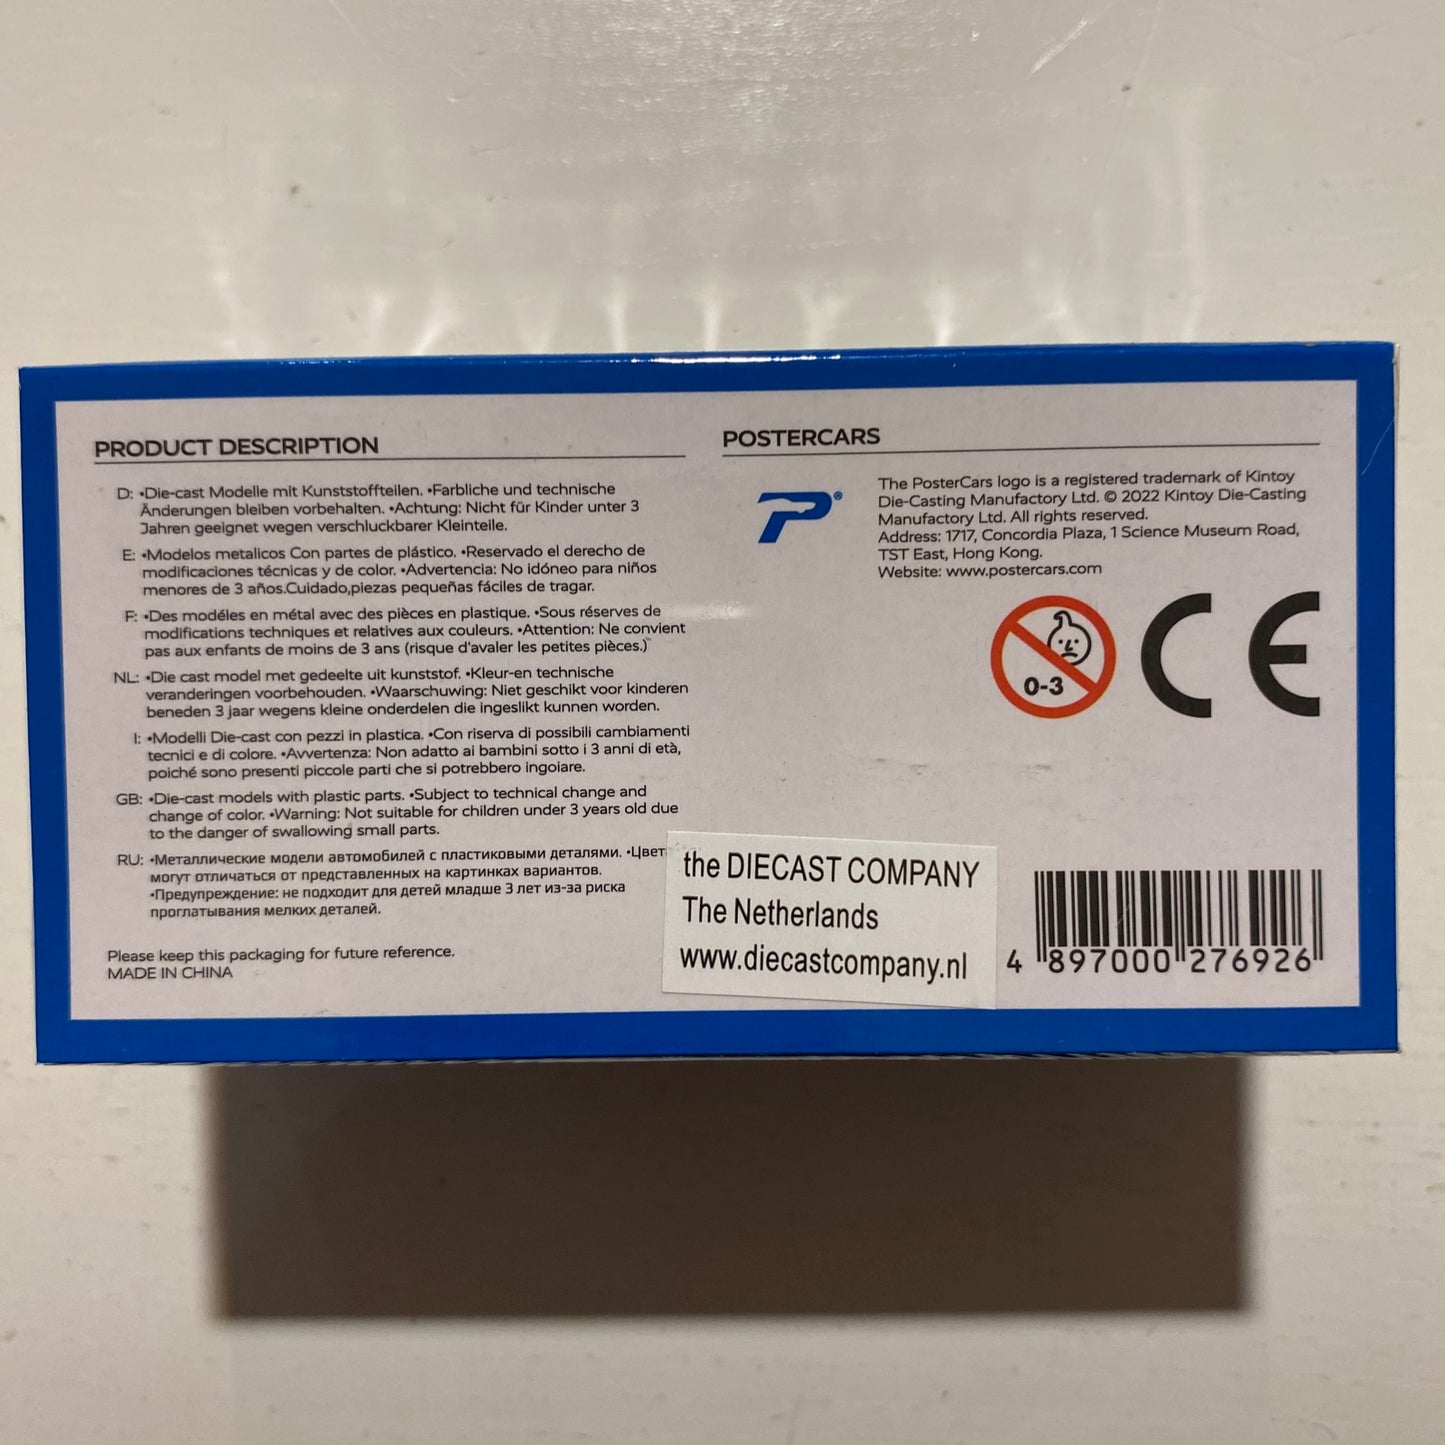 PRODUCT DESCRIPTION
D: •Die-cast Modelle mit Kunststoffteilen. •Farbliche und technische
Änderungen bleiben vorbehalten. •Achtung: Nicht für Kinder unter 3
Jahren geeignet wegen verschluckbarer Kleinteile.
E: •Modelos metalicos Con partes de plástico. •Reservado el derecho de
modificaciones técnicas y de color. •Advertencia: No idóneo para niños
menores de 3 años.Cuidado,piezas pequeñas fáciles de tragar.
F: •Des modéles en métal avec des pièces en plastique. •Sous réserves de
modifications techniques et relatives aux couleurs. •Attention: Ne convient
pas aux enfants de moins de 3 ans (risque d'avaler les petites pièces.)
NL: •Die cast model met gedeelte uit kunststof. •Kleur-en technische
veranderingen voorbehouden. •Waarschuwing: Niet geschikt voor kinderen
beneden 3 jaar wegens kleine onderdelen die ingeslikt kunnen worden.
I: •Modelli Die-cast con pezzi in plastica. •Con riserva di possibili cambiamenti
tecnici e di colore. •Avvertenza: Non adatto ai bambini sotto i 3 anni di età,
poiché sono presenti piccole parti che si potrebbero ingoiare.
GB: •Die-cast models with plastic parts. •Subject to technical change and
change of color. •Warning: Not suitable for children under 3 years old due
to the danger of swallowing small parts.
RU: •Металлические модели автомобилей с пластиковыми деталями. •Цвет
могут отличаться от представленных на картинках вариантов.
•Предупреждение: не подходит для детей младше 3 лет из-за риска
проглатывания мелких деталей.
Please keep this packaging for future reference.
MADE IN CHINA
POSTERCARS
P®
The PosterCars logo is a registered trademark of Kintoy
Die-Casting Manufactory Ltd. © 2022 Kintoy Die-Casting
Manufactory Ltd. All rights reserved.
Address: 1717, Concordia Plaza, 1 Science Museum Road,
TST East, Hong Kong.
Website: www.postercars.com
0-3
CE
the DIECAST COMPANY
The Netherlands
www.diecastcompany.nl
4 897000 276926